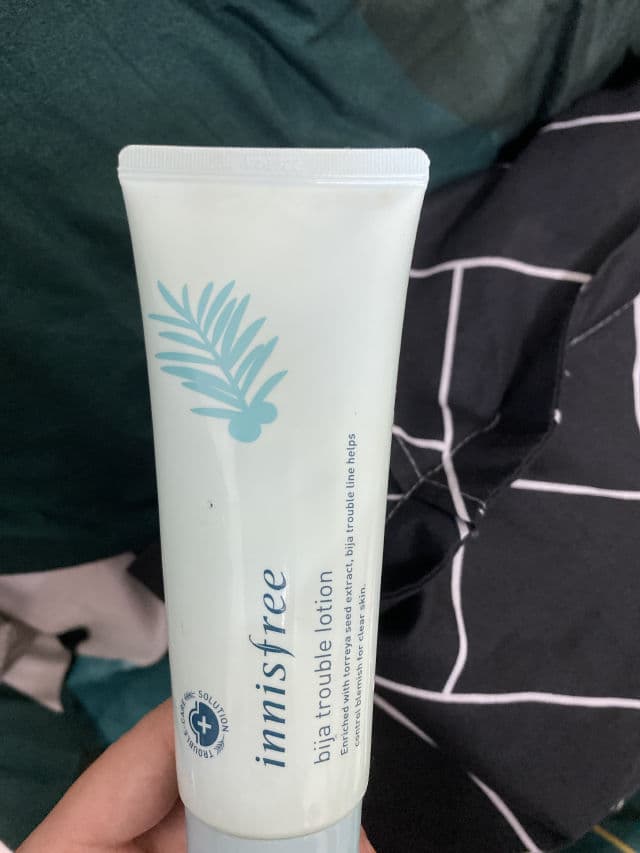 innisfree
bija trouble lotion
Enriched with torreya seed extract, bija trouble line helps
control blemish for clear skin.
TROUBLE CARE SOLUTION